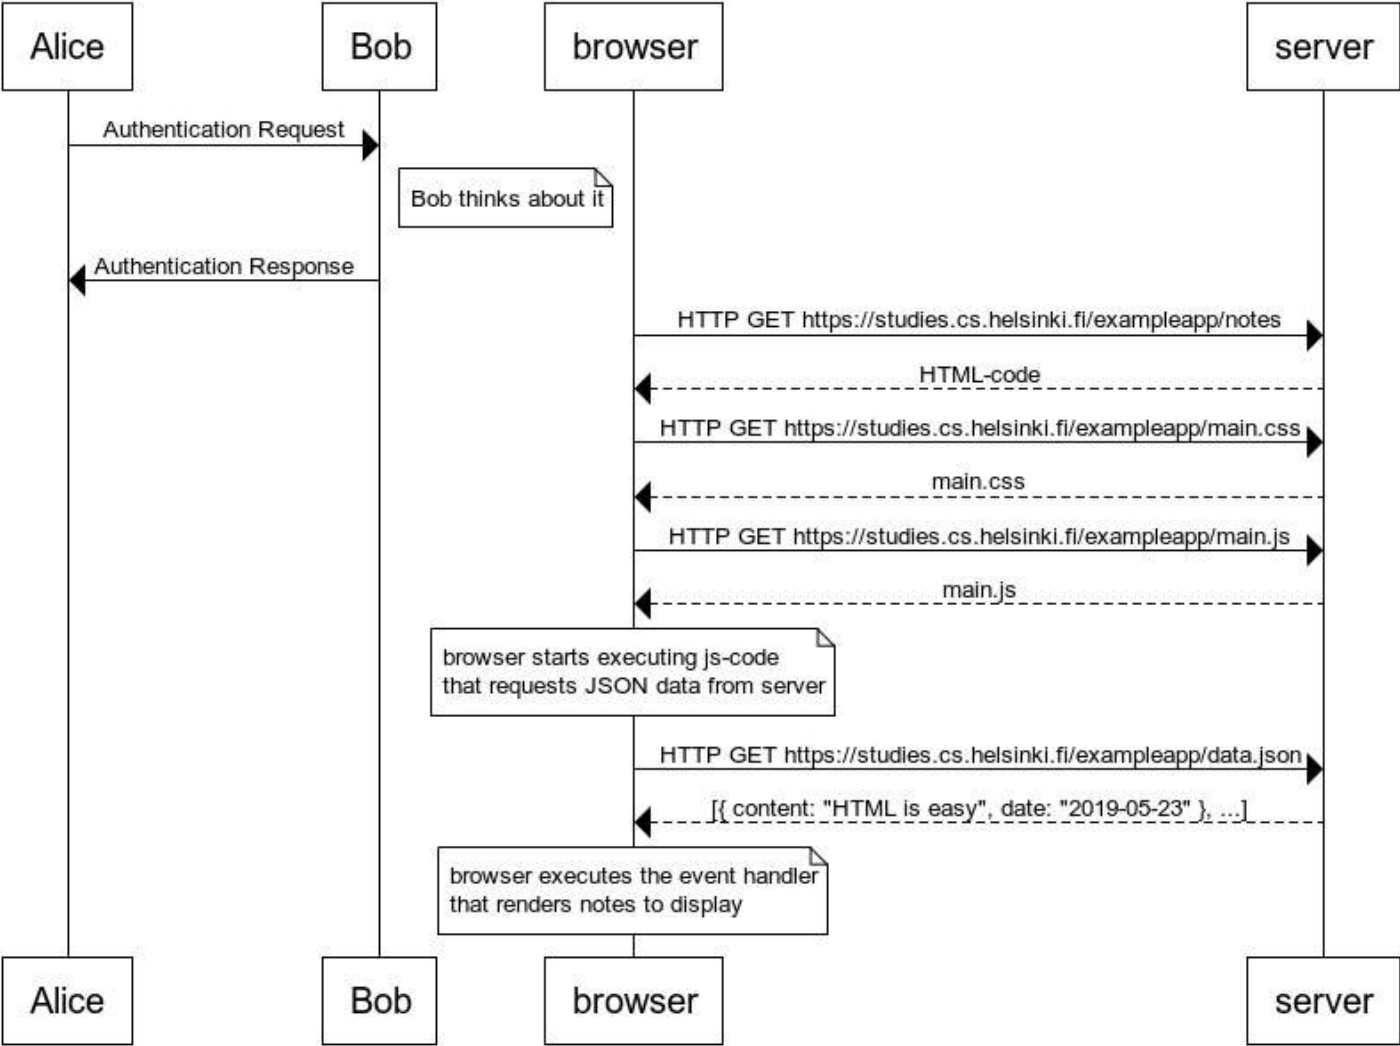 Alice
Bob
browser
server
Authentication Request
Bob thinks about it
Authentication Response
HTTP GET https://studies.cs.helsinki.fi/exampleapp/notes
HTML-code
HTTP GET https://studies.cs.helsinki.fi/exampleapp/main.css
main.css
HTTP GET https://studies.cs.helsinki.fi/exampleapp/main.js
main.js
browser starts executing js-code
that requests JSON data from server
HTTP GET https://studies.cs.helsinki.fi/exampleapp/data.json
[{ content: "HTML is easy", date: "2019-05-23" }, ...]
browser executes the event handler
that renders notes to display
Alice
Bob
browser
server